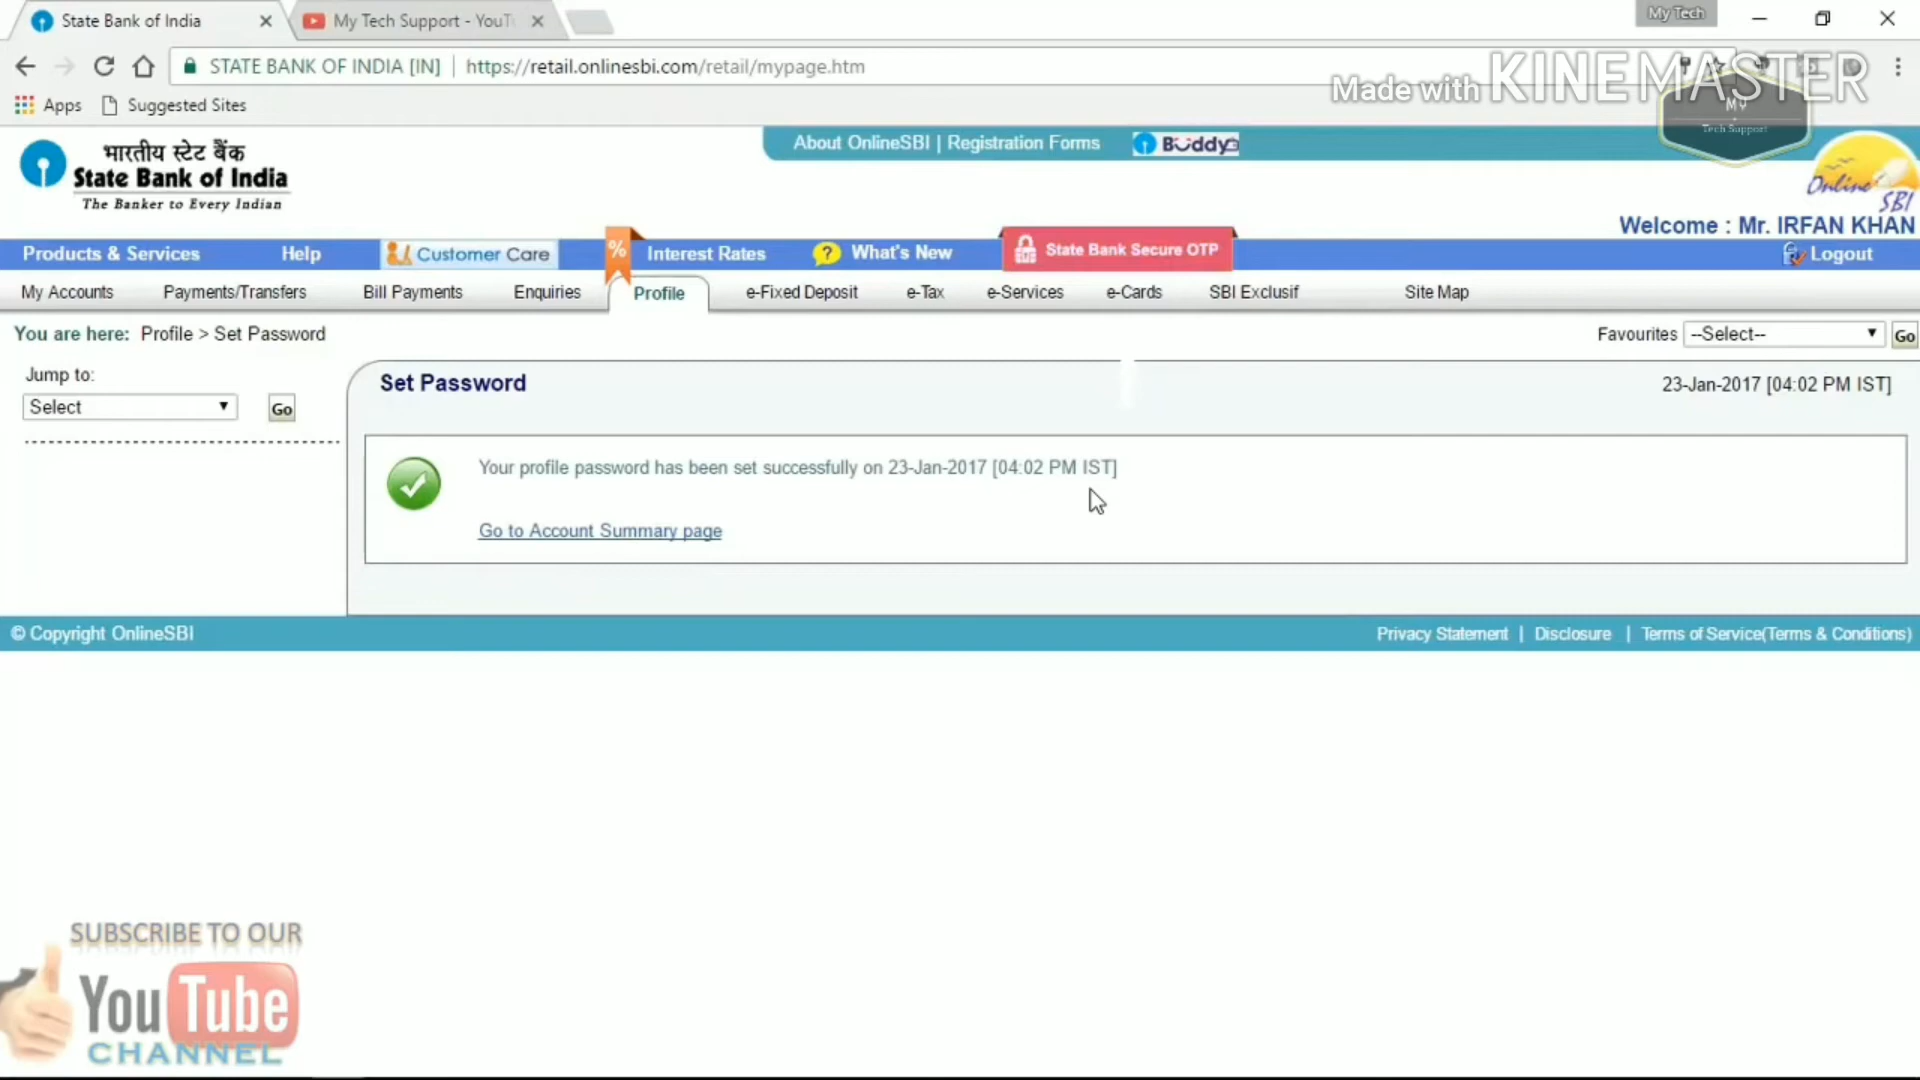 State Bank of India
My Tech Support - YouT
My Tech
STATE BANK OF INDIA [IN]
https://retail.onlinesbi.com/retail/mypage.htm
Made with KINEMASTER
Apps
Suggested Sites
MY
Tech Support
About OnlineSBI | Registration Forms
Buddy
भारतीय स्टेट बैंक
State Bank of India
The Banker to Every Indian
Online
SBI
Welcome : Mr. IRFAN KHAN
Products & Services
Help
Customer Care
%
Interest Rates
?
What's New
State Bank Secure OTP
Logout
My Accounts
Payments/Transfers
Bill Payments
Enquiries
Profile
e-Fixed Deposit
e-Tax
e-Services
e-Cards
SBI Exclusif
Site Map
You are here: Profile > Set Password
Favourites
--Select--
Go
Jump to:
Select
Go
Set Password
23-Jan-2017 [04:02 PM IST]
Your profile password has been set successfully on 23-Jan-2017 [04:02 PM IST]
Go to Account Summary page
© Copyright OnlineSBI
Privacy Statement | Disclosure | Terms of Service(Terms & Conditions)
SUBSCRIBE TO OUR
YouTube
CHANNEL